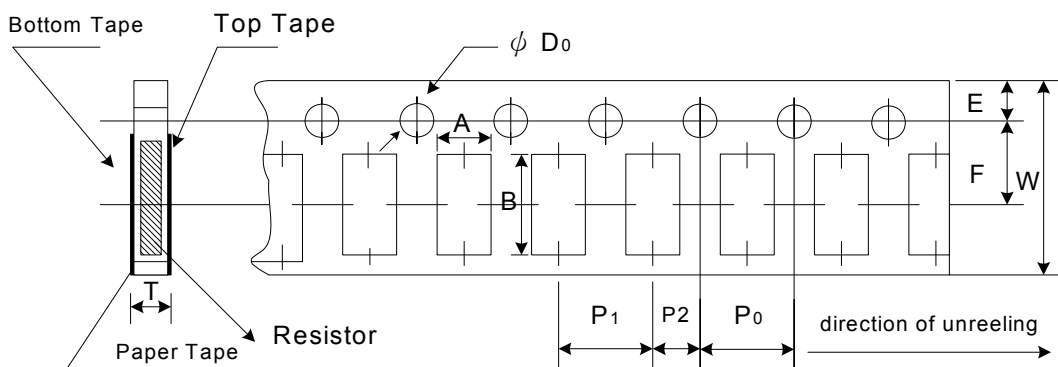 Bottom Tape
Top Tape
ϕ D0
E
A
F
W
B
T
Resistor
Paper Tape
P1
P2
P0
direction of unreeling